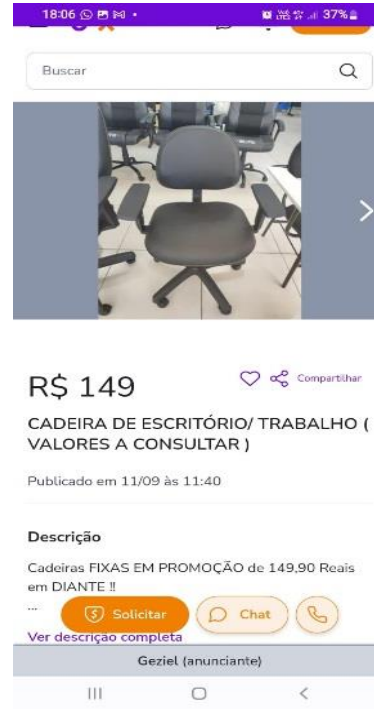 18:06
37%
Buscar
R$ 149
Compartilhar
CADEIRA DE ESCRITÓRIO/ TRABALHO (
VALORES A CONSULTAR )
Publicado em 11/09 às 11:40
Descrição
Cadeiras FIXAS EM PROMOÇÃO de 149,90 Reais
em DIANTE !!
...
Solicitar
Chat
Ver descrição completa
Geziel (anunciante)